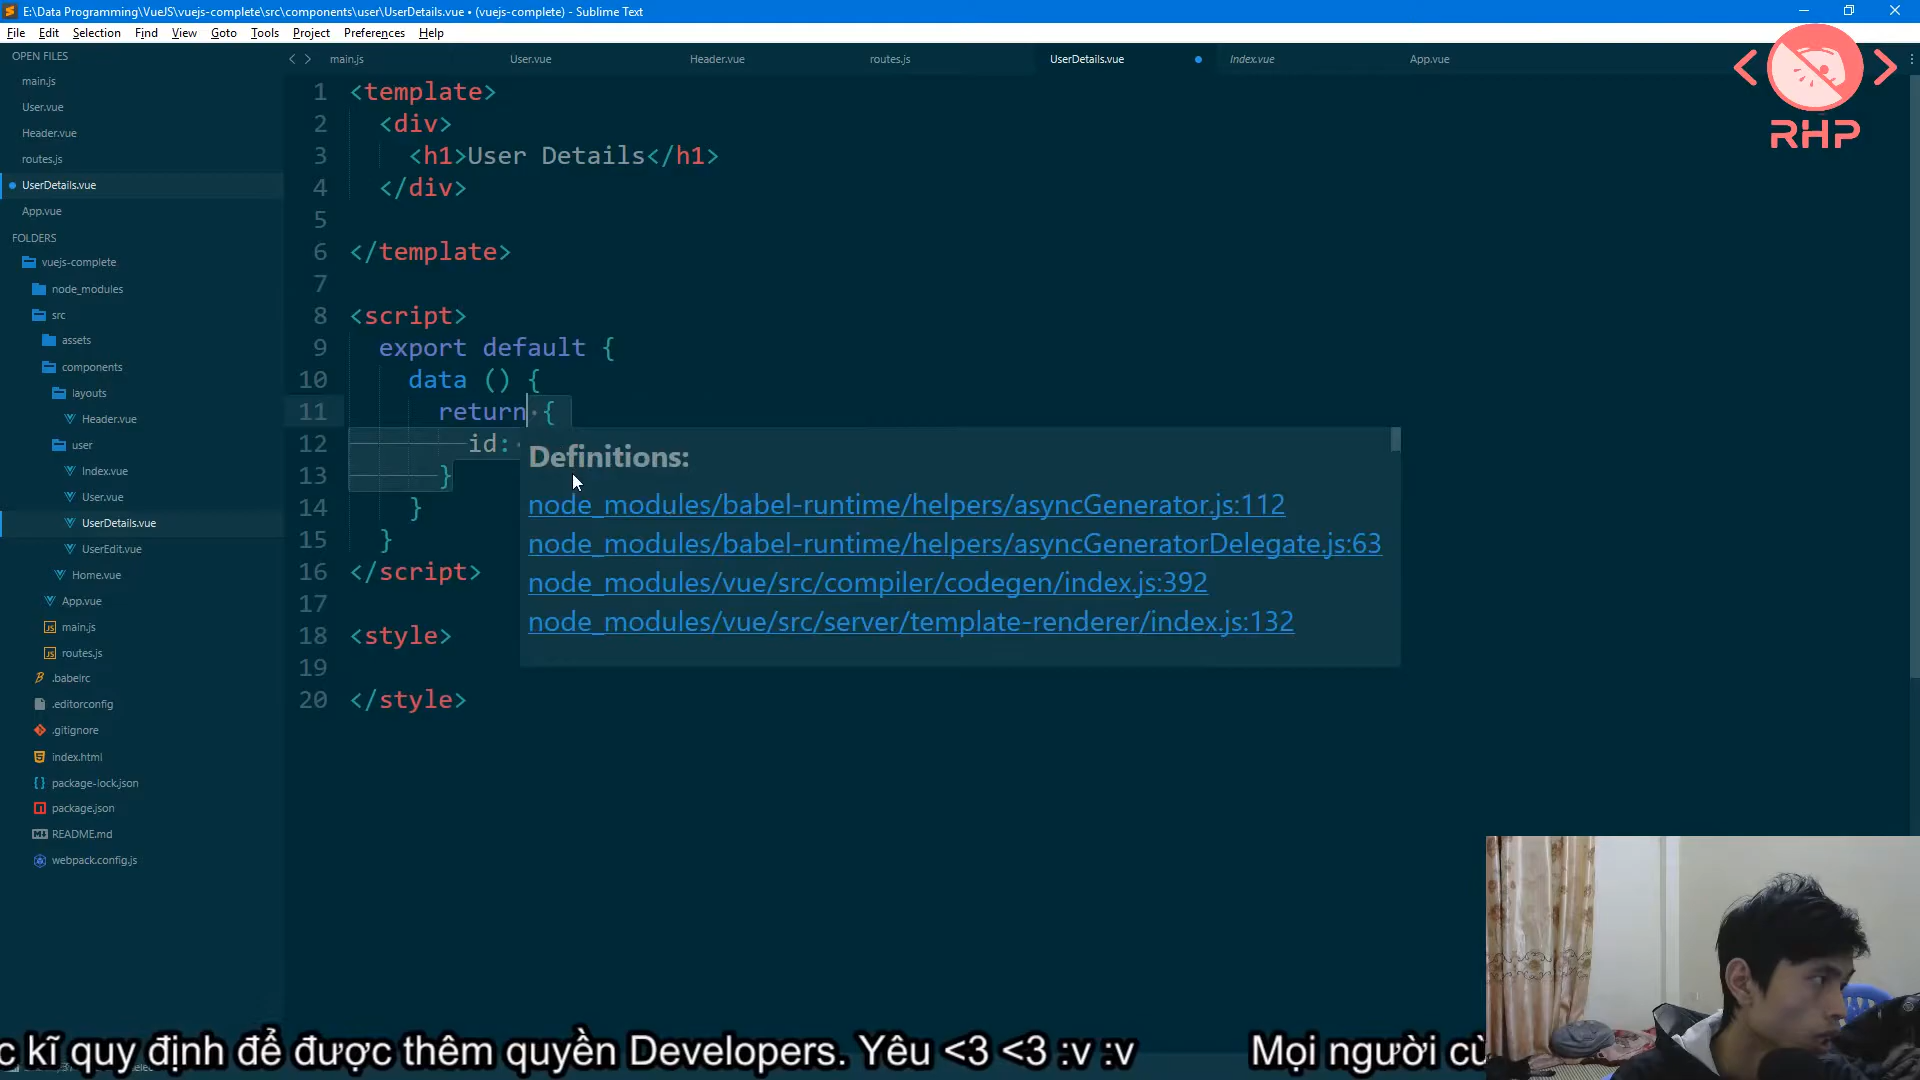 E:\Data Programming\VueJS\vuejs-complete\src\components\user\UserDetails.vue • (vuejs-complete) - Sublime Text
File Edit Selection Find View Goto Tools Project Preferences Help
OPEN FILES
main.js
User.vue
Header.vue
routes.js
UserDetails.vue
App.vue
FOLDERS
vuejs-complete
node_modules
src
assets
components
layouts
Header.vue
user
Index.vue
User.vue
UserDetails.vue
UserEdit.vue
Home.vue
App.vue
main.js
routes.js
.babelrc
.editorconfig
.gitignore
index.html
package-lock.json
package.json
README.md
webpack.config.js
main.js User.vue Header.vue routes.js UserDetails.vue Index.vue App.vue
1 <template>
2 <div>
3 <h1>User Details</h1>
4 </div>
5
6 </template>
7
8 <script>
9 export default {
10 data () {
11 return {
12 id:
13 }
14 }
15 }
16 </script>
17
18 <style>
19
20 </style>
Definitions:
node_modules/babel-runtime/helpers/asyncGenerator.js:112
node_modules/babel-runtime/helpers/asyncGeneratorDelegate.js:63
node_modules/vue/src/compiler/codegen/index.js:392
node_modules/vue/src/server/template-renderer/index.js:132
RHP
c kĩ quy định để được thêm quyền Developers. Yêu <3 <3 :v :v Mọi người cù